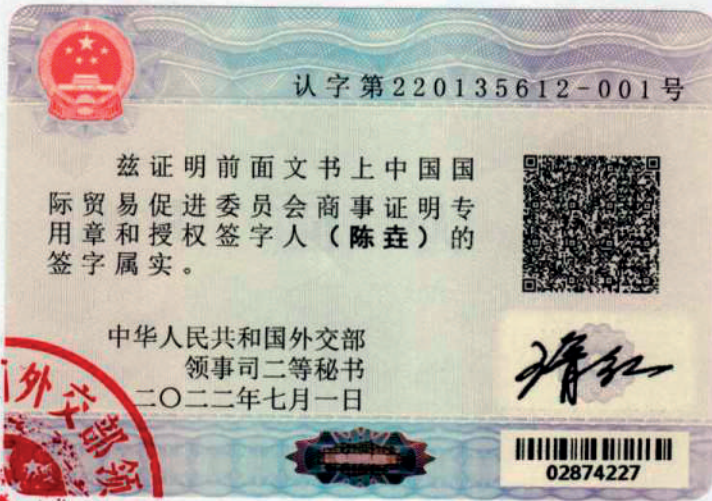 认字第220135612-001号
兹证明前面文书上中国国
际贸易促进委员会商事证明专
用章和授权签字人（陈垚）的
签字属实。
中华人民共和国外交部
领事司二等秘书
二〇二二年七月一日
外交部领
02874227